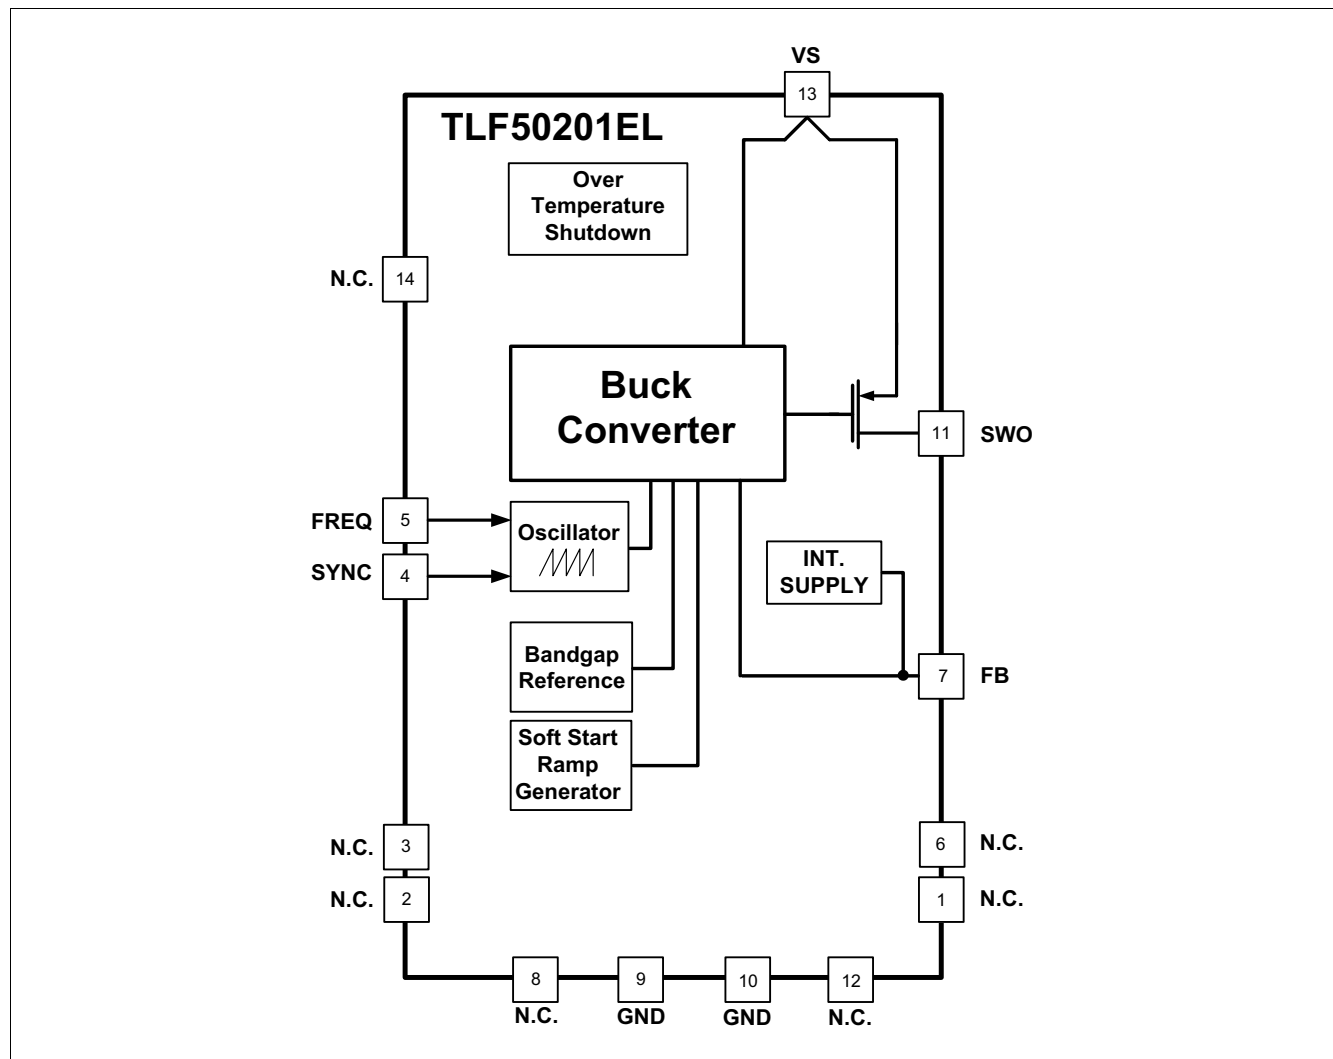 VS
13
TLF50201EL
Over
Temperature
Shutdown
N.C.
14
Buck
Converter
11
SWO
FREQ
5
Oscillator
SYNC
4
INT.
SUPPLY
Bandgap
Reference
7
FB
Soft Start
Ramp
Generator
N.C.
3
6
N.C.
N.C.
2
1
N.C.
8
9
10
12
N.C.
GND
GND
N.C.